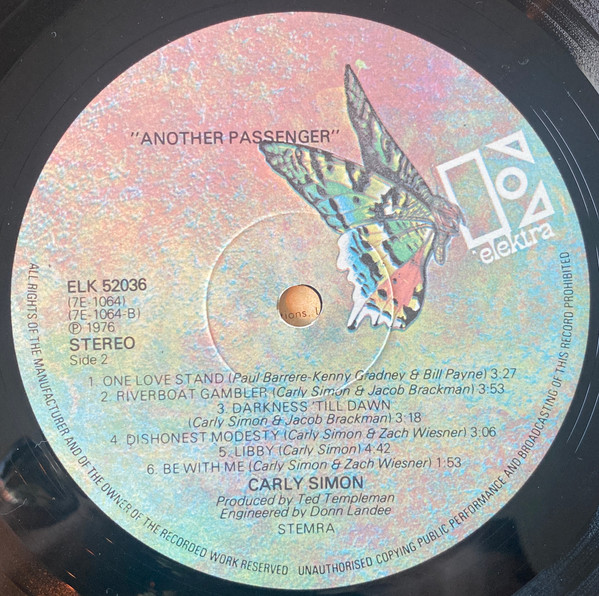 "ANOTHER PASSENGER"
elektra
ELK 52036
(7E-1064)
(7E-1064-B)
℗ 1976
STEREO
Side 2
1. ONE LOVE STAND (Paul Barrere-Kenny Gradney & Bill Payne) 3:27
2. RIVERBOAT GAMBLER (Carly Simon & Jacob Brackman) 3:53
3. DARKNESS 'TILL DAWN
(Carly Simon & Jacob Brackman) 3:18
4. DISHONEST MODESTY (Carly Simon & Zach Wiesner) 3:06
5. LIBBY (Carly Simon) 4:42
6. BE WITH ME (Carly Simon & Zach Wiesner) 1:53
CARLY SIMON
Produced by Ted Templeman
Engineered by Donn Landee
STEMRA
ALL RIGHTS OF THE MANUFACTURER AND OF THE OWNER OF THE RECORDED WORK RESERVED UNAUTHORISED COPYING PUBLIC PERFORMANCE AND BROADCASTING OF THIS RECORD PROHIBITED